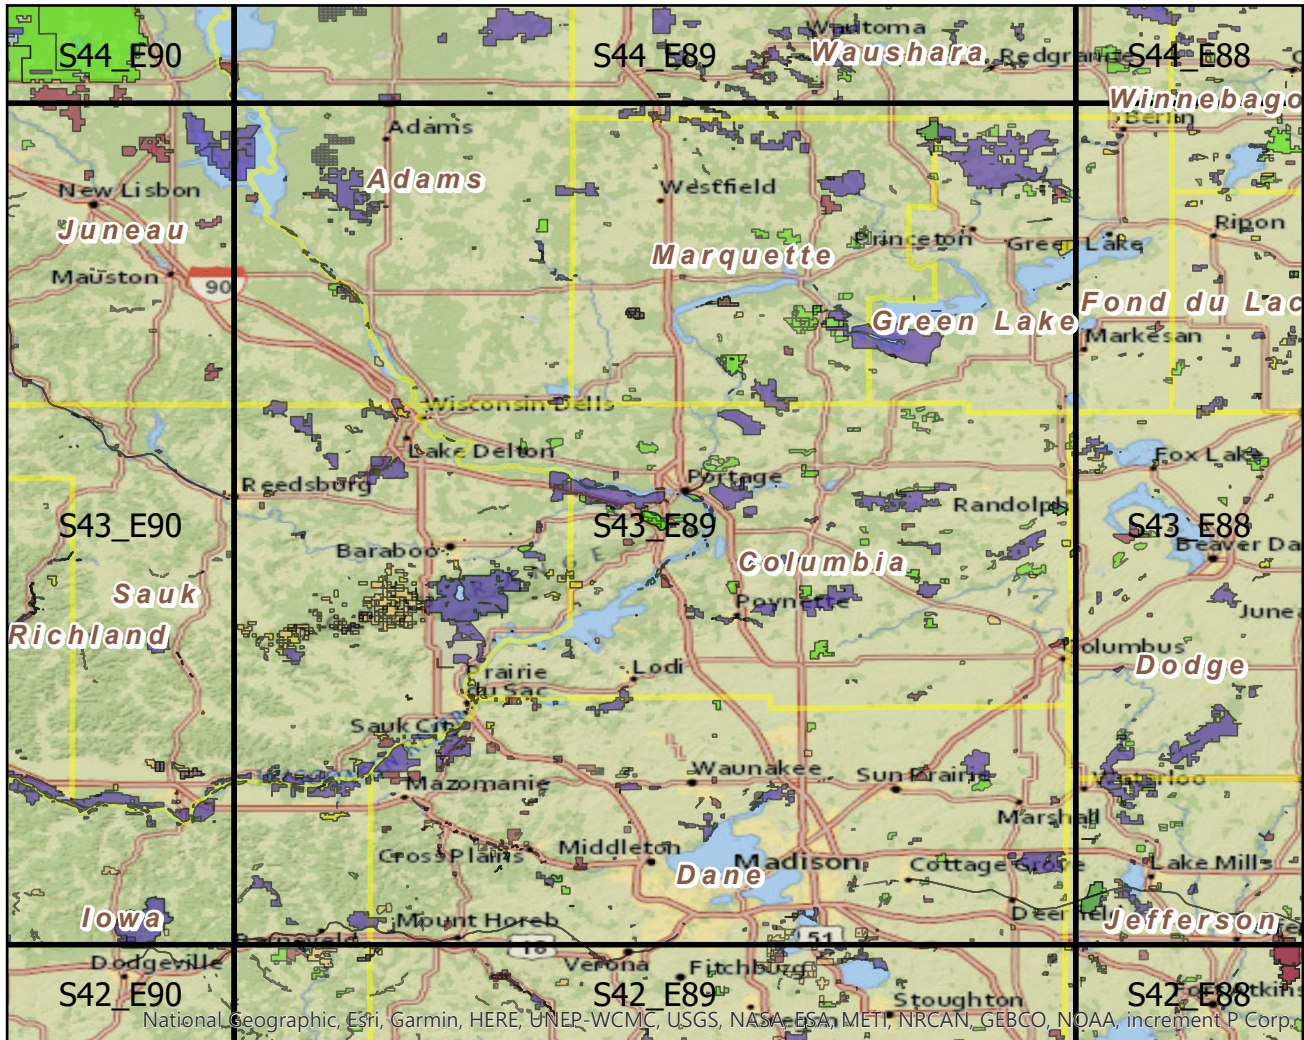 Wautoma
S44_E90
S44_E89
Waushara
Redgrange
S44_E88
Winnebago
Berlin
Adams
Adams
New Lisbon
Westfield
Juneau
Princeton
Green Lake
Ripon
Marquette
Mauston
90
Fond du Lac
Green Lake
Markesan
Wisconsin Dells
Lake Delton
Fox Lake
Reedsburg
Portage
Randolph
S43_E90
S43_E89
S43_E88
Baraboo
Beaver Da
Columbia
Sauk
Poynette
Junea
Richland
Columbus
Prairie
du Sac
Lodi
Dodge
Sauk City
Waunakee
Sun Prairie
Waterloo
Mazomanie
Marshall
Cross Plains
Middleton
Madison
Cottage Grove
Lake Mills
Dane
Iowa
Mount Horeb
Deerfield
Jefferson
Barneveld
18
51
Dodgeville
Verona
Fitchburg
S42_E90
S42_E89
S42_E88
Stoughton
National Geographic, Esri, Garmin, HERE, UNEP-WCMC, USGS, NASA, ESA, METI, NRCAN, GEBCO, NOAA, increment P Corp.